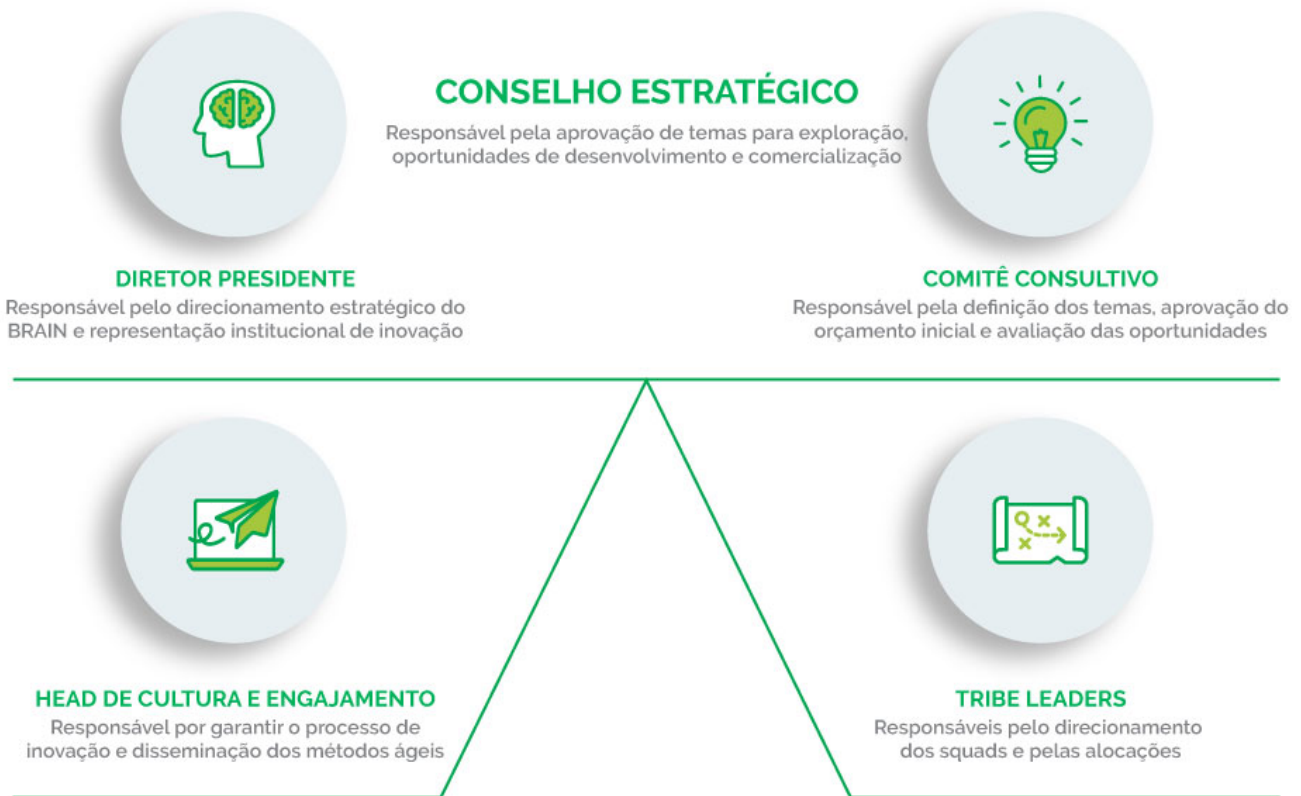 CONSELHO ESTRATÉGICO
Responsável pela aprovação de temas para exploração,
oportunidades de desenvolvimento e comercialização
DIRETOR PRESIDENTE
Responsável pelo direcionamento estratégico do
BRAIN e representação institucional de inovação
COMITÊ CONSULTIVO
Responsável pela definição dos temas, aprovação do
orçamento inicial e avaliação das oportunidades
HEAD DE CULTURA E ENGAJAMENTO
Responsável por garantir o processo de
inovação e disseminação dos métodos ágeis
TRIBE LEADERS
Responsáveis pelo direcionamento
dos squads e pelas alocações